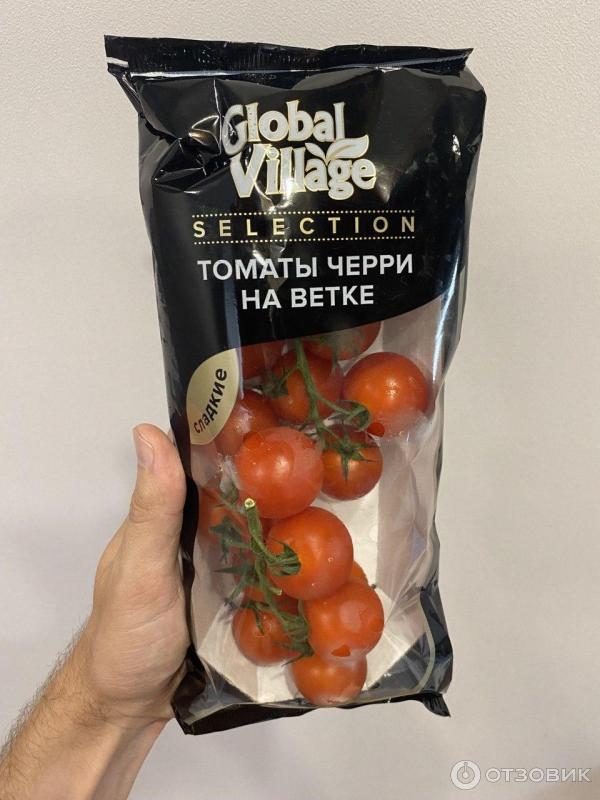 Global
Village
SELECTION
ТОМАТЫ ЧЕРРИ
НА ВЕТКЕ
сладкие
ОТЗОВИК